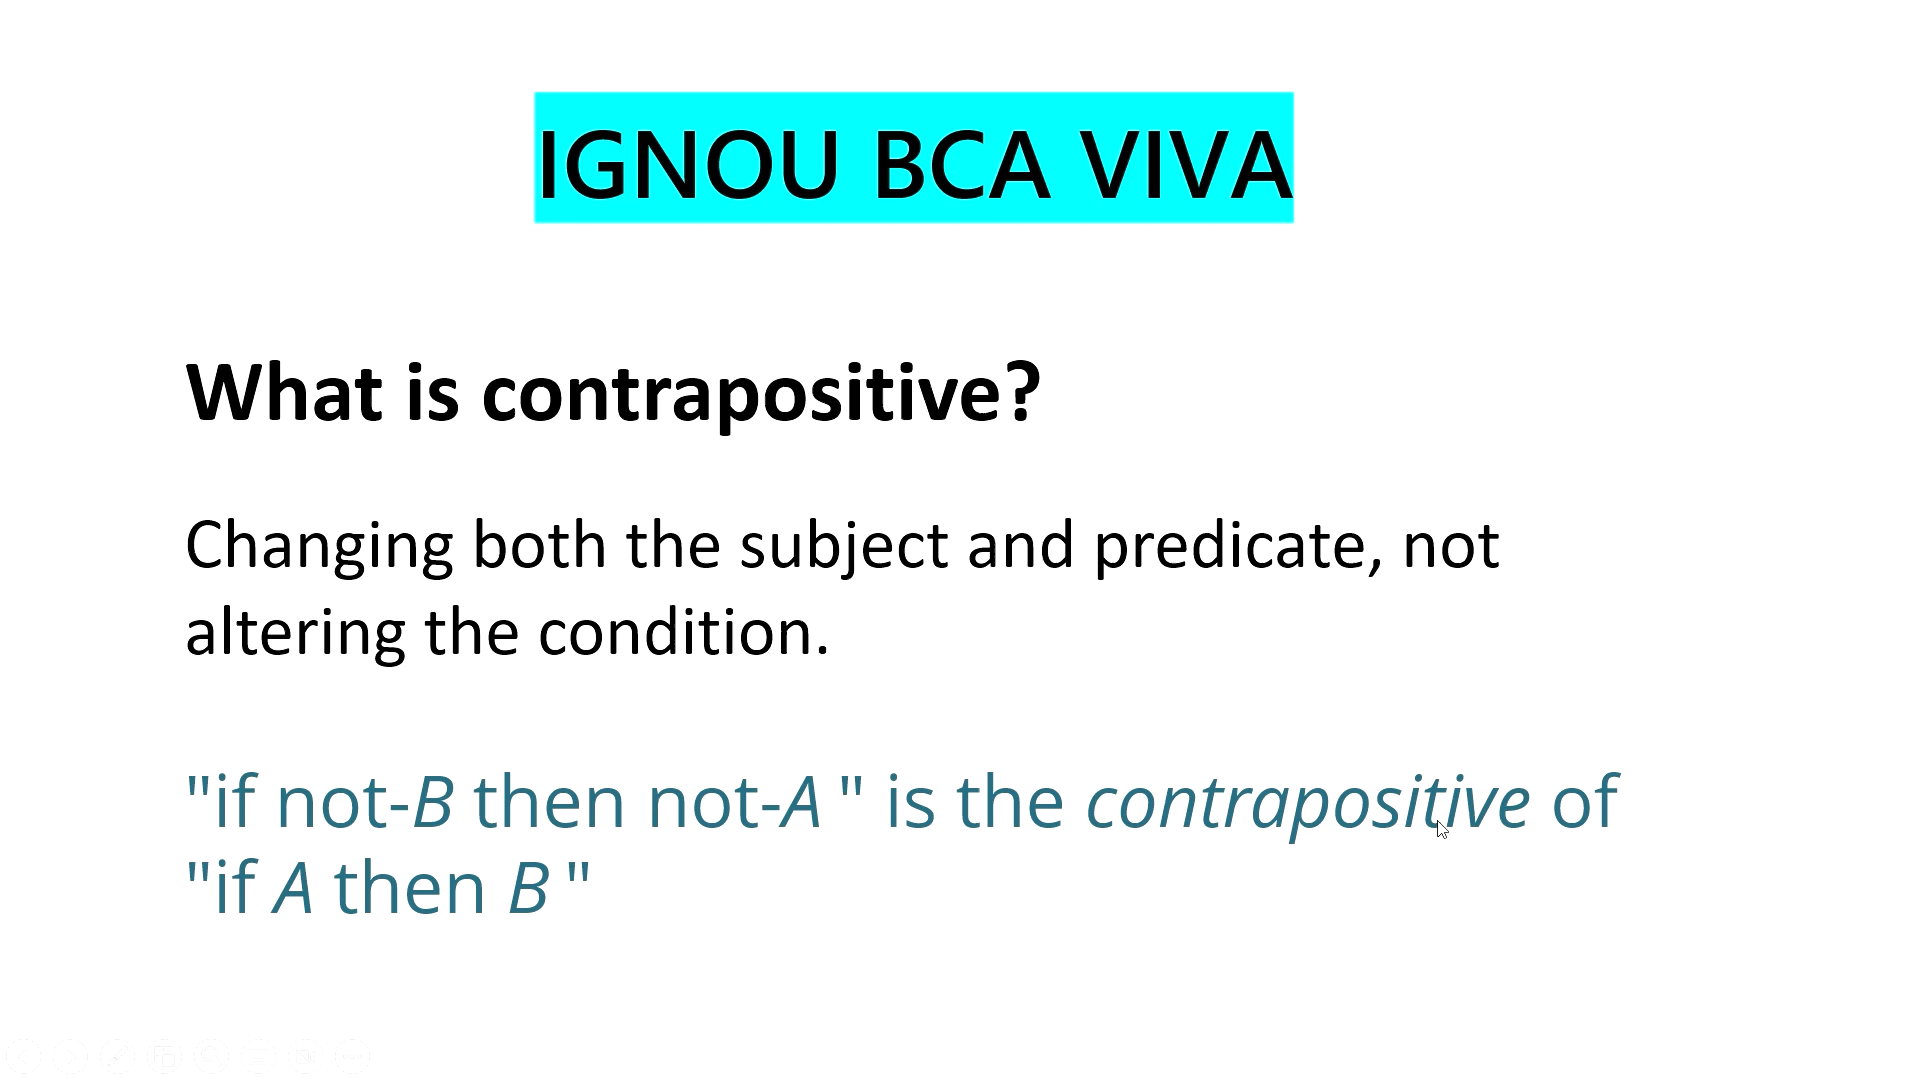 IGNOU BCA VIVA
What is contrapositive?
Changing both the subject and predicate, not
altering the condition.
"if not-B then not-A " is the contrapositive of
"if A then B "